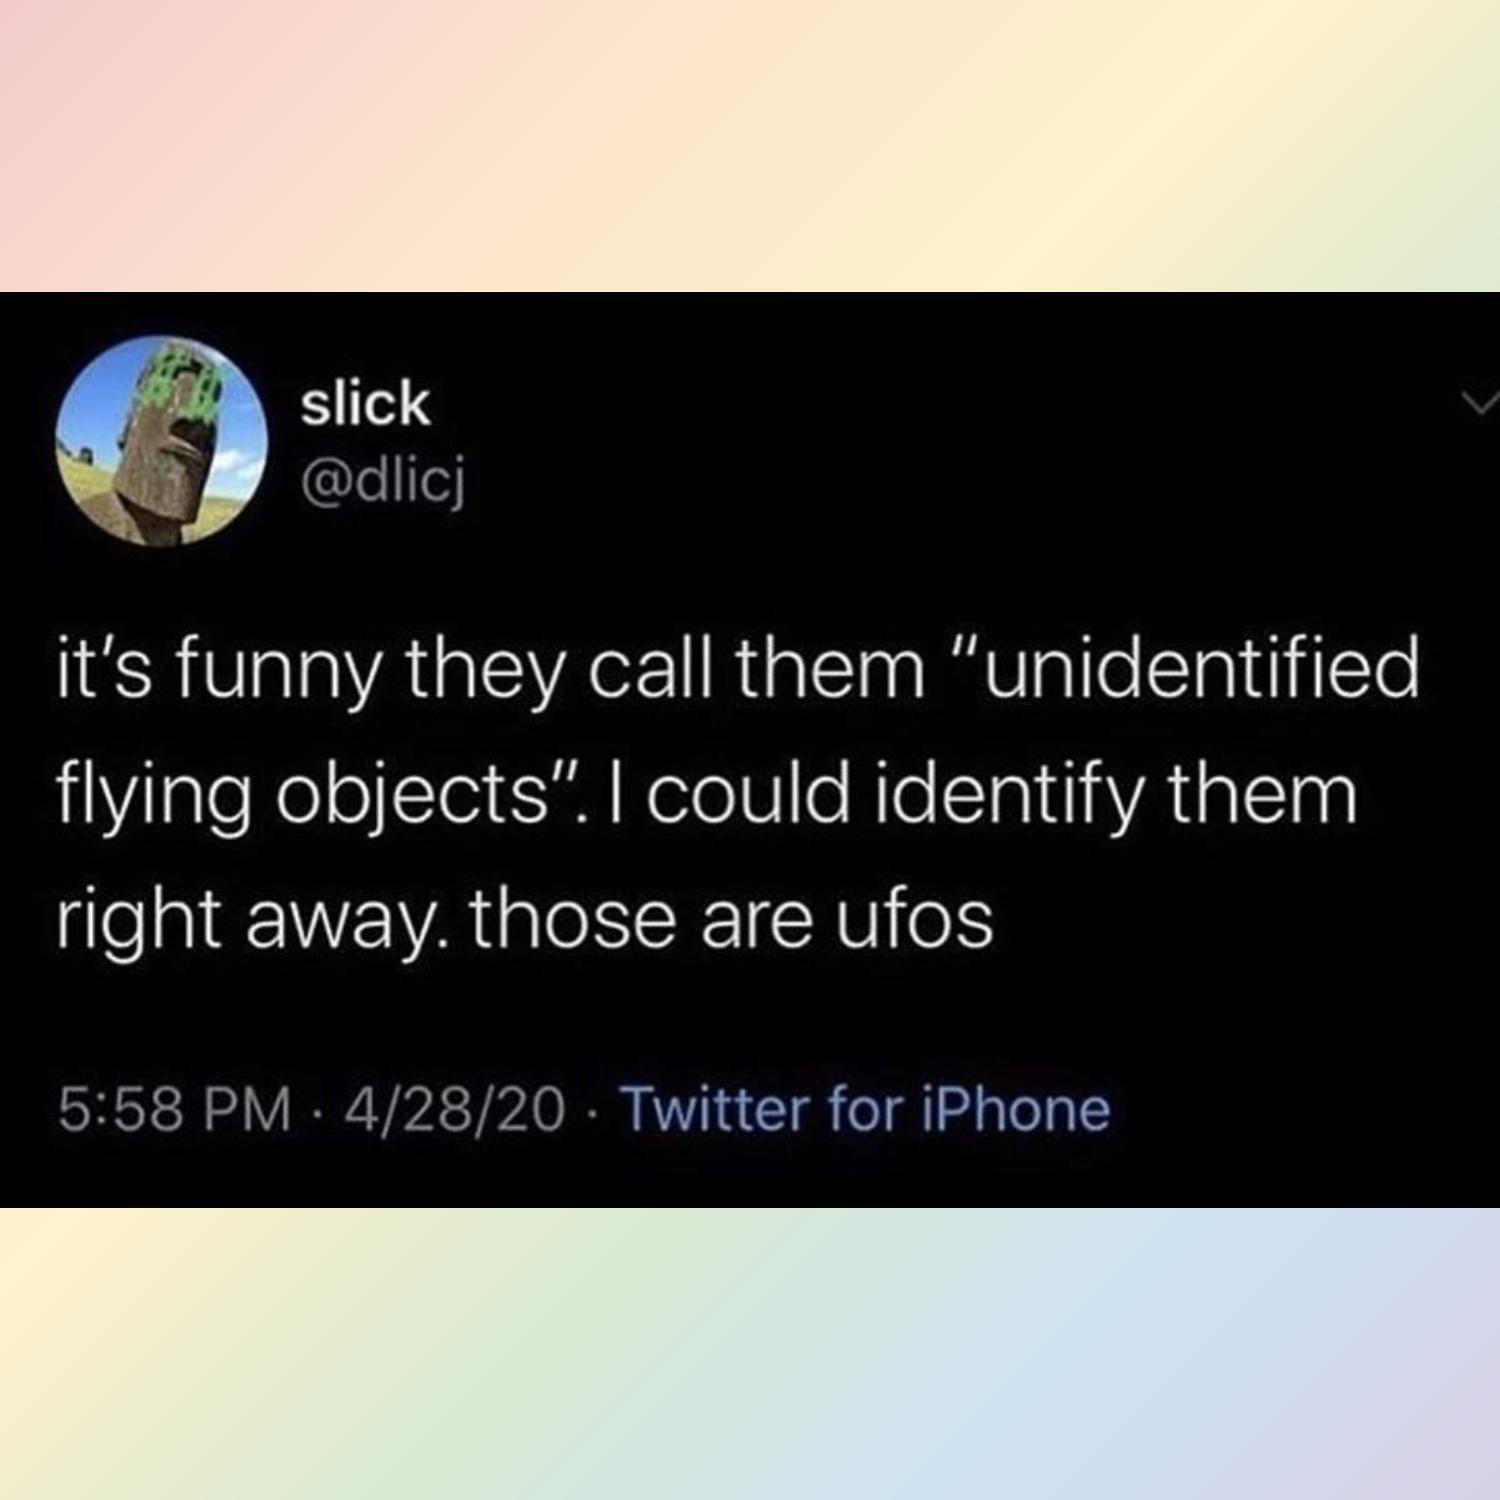 slick
@dlicj
it's funny they call them “unidentified
flying objects”. I could identify them
right away. those are ufos
5:58 PM · 4/28/20 · Twitter for iPhone